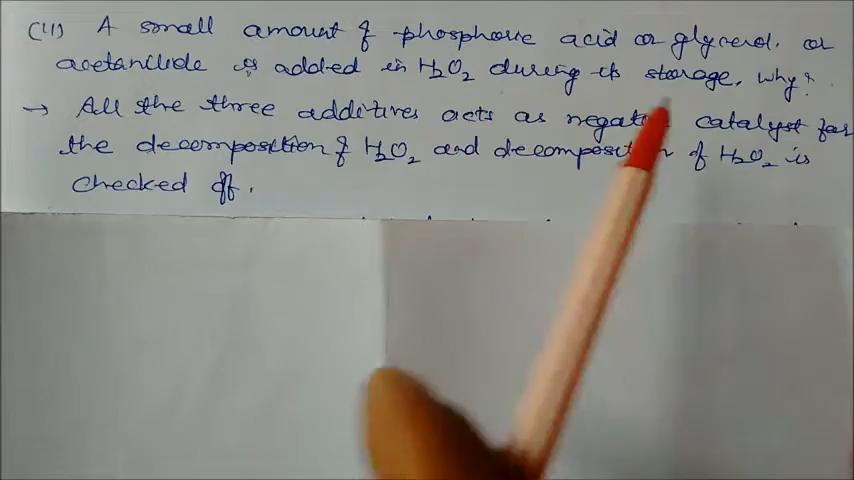 (11) A small amount of phosphoric acid or glycerol. or
acetanilide is added in H₂O₂ during its storage, why?
→ All the three additives acts as negative catalyst for
the decomposition of H₂O₂ and decomposition of H₂O₂ is
checked off.